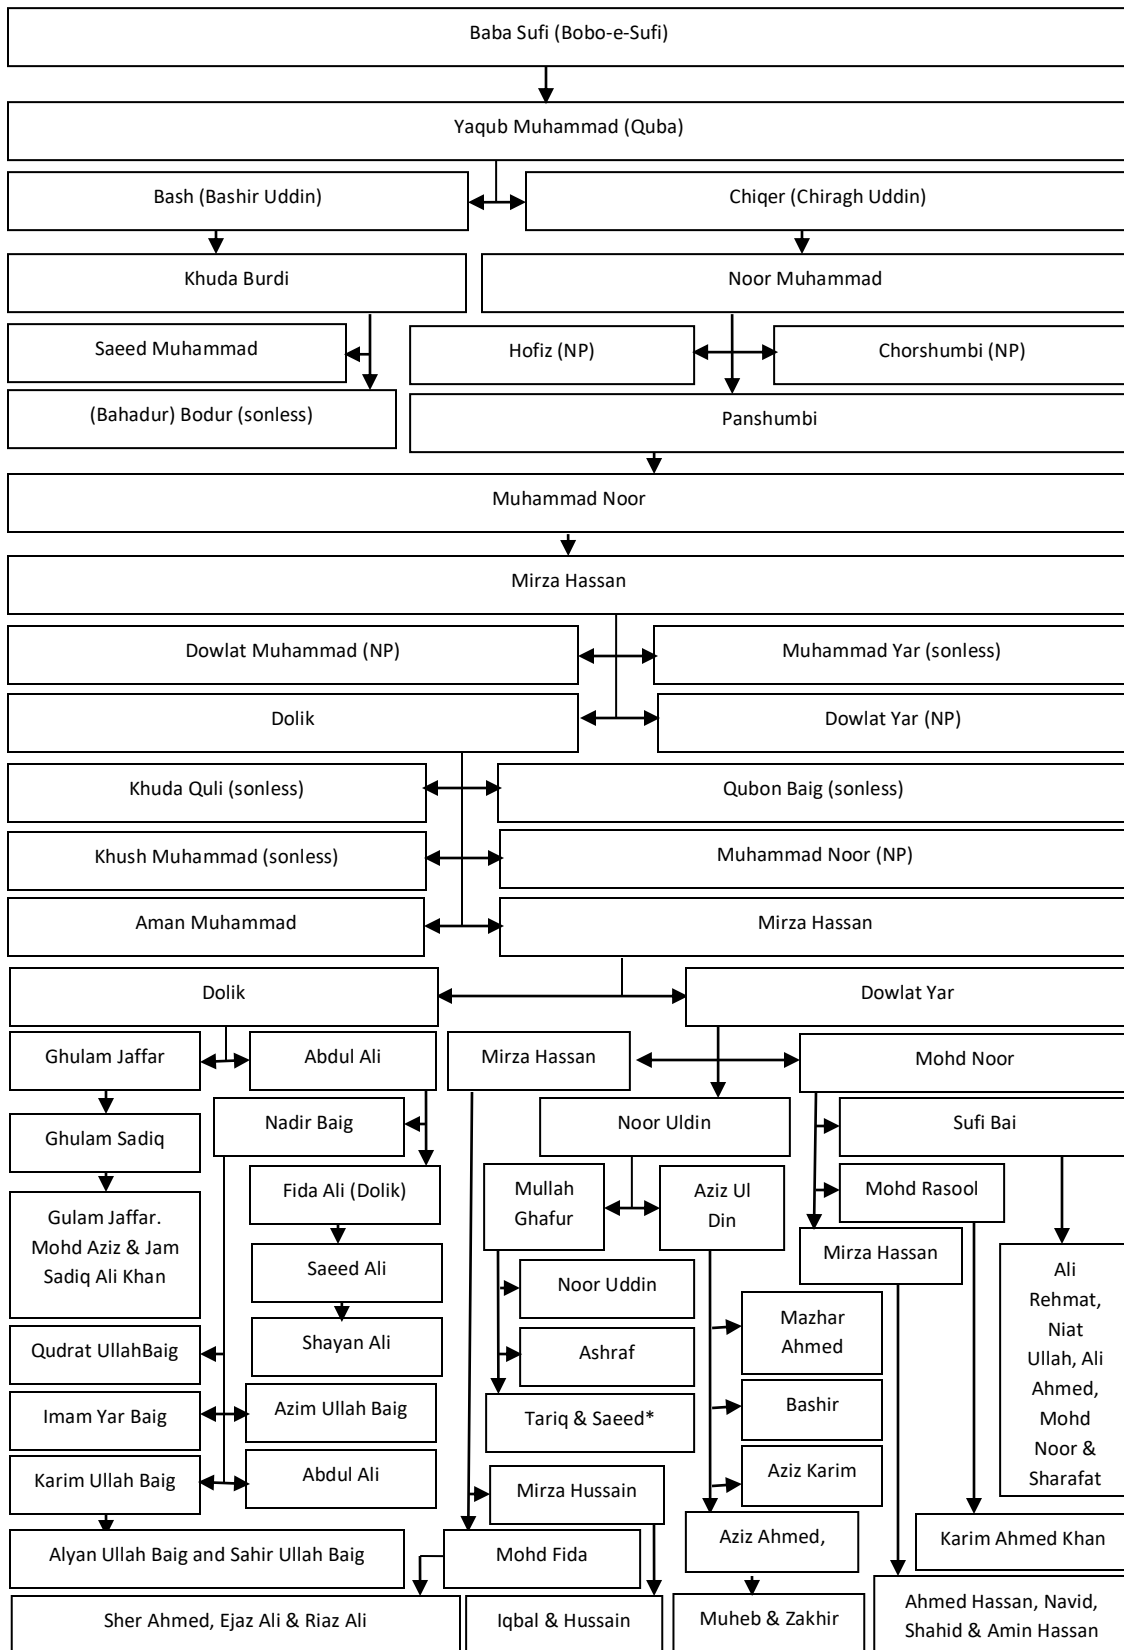 Baba Sufi (Bobo-e-Sufi)
Yaqub Muhammad (Quba)
Bash (Bashir Uddin)
Chiqer (Chiragh Uddin)
Khuda Burdi
Noor Muhammad
Saeed Muhammad
Hofiz (NP)
Chorshumbi (NP)
(Bahadur) Bodur (sonless)
Panshumbi
Muhammad Noor
Mirza Hassan
Dowlat Muhammad (NP)
Muhammad Yar (sonless)
Dolik
Dowlat Yar (NP)
Khuda Quli (sonless)
Qubon Baig (sonless)
Khush Muhammad (sonless)
Muhammad Noor (NP)
Aman Muhammad
Mirza Hassan
Dolik
Dowlat Yar
Ghulam Jaffar
Abdul Ali
Mirza Hassan
Mohd Noor
Nadir Baig
Noor Uldin
Sufi Bai
Ghulam Sadiq
Fida Ali (Dolik)
Mullah
Ghafur
Aziz Ul
Din
Mohd Rasool
Gulam Jaffar.
Mohd Aziz & Jam
Sadiq Ali Khan
Mirza Hassan
Saeed Ali
Noor Uddin
Ali
Rehmat,
Niat
Ullah, Ali
Ahmed,
Mohd
Noor &
Sharafat
Mazhar
Ahmed
Qudrat UllahBaig
Shayan Ali
Ashraf
Imam Yar Baig
Azim Ullah Baig
Tariq & Saeed*
Bashir
Karim Ullah Baig
Abdul Ali
Mirza Hussain
Aziz Karim
Alyan Ullah Baig and Sahir Ullah Baig
Mohd Fida
Aziz Ahmed,
Karim Ahmed Khan
Sher Ahmed, Ejaz Ali & Riaz Ali
Iqbal & Hussain
Muheb & Zakhir
Ahmed Hassan, Navid,
Shahid & Amin Hassan